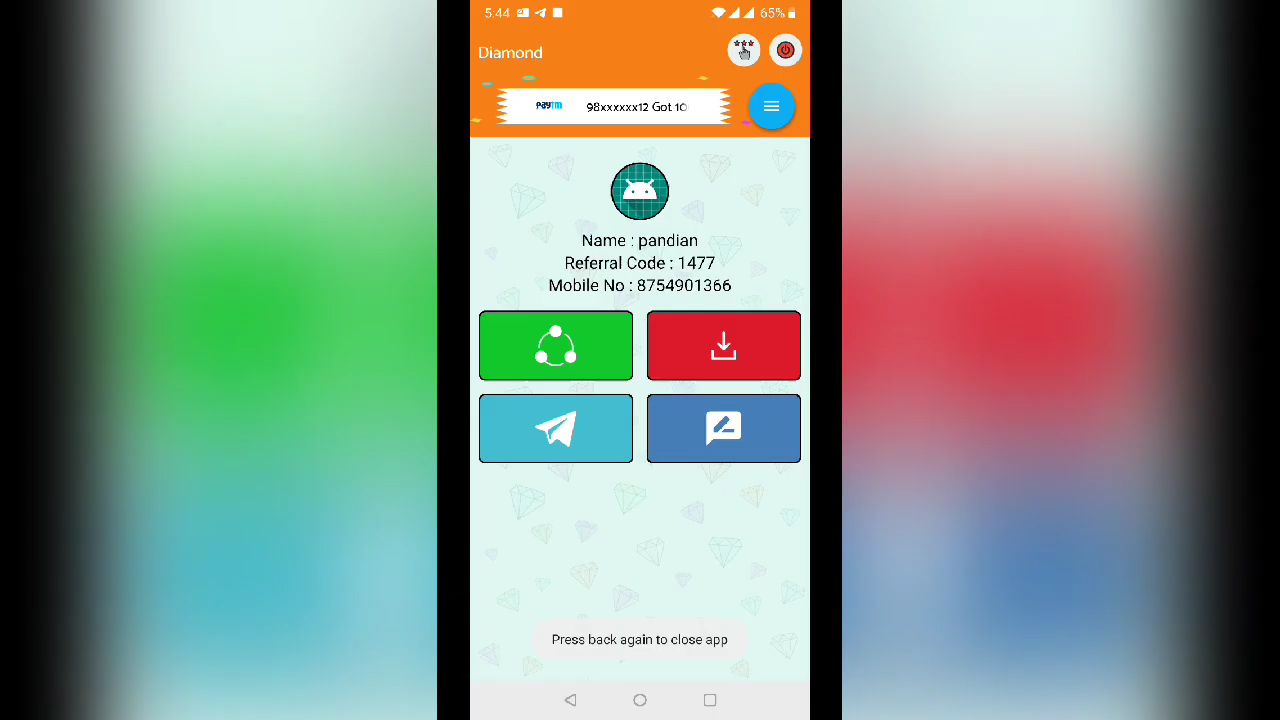 5:44
65%
Diamond
paytm 98xxxxxx12 Got 10
Name : pandian
Referral Code : 1477
Mobile No : 8754901366
Press back again to close app